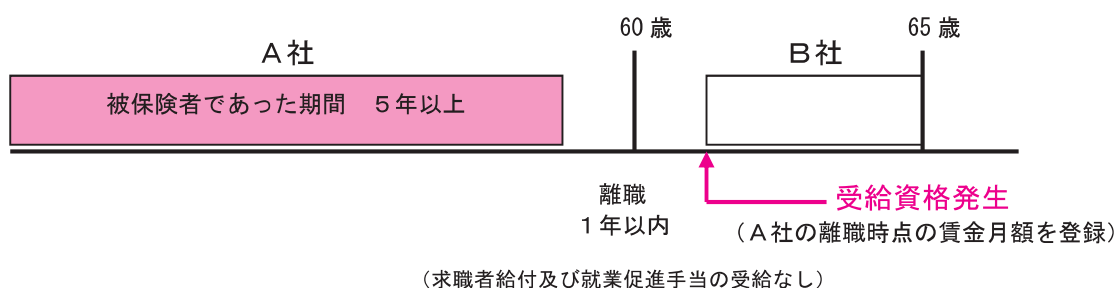 60歳
65歳
A社
B社
被保険者であった期間　５年以上
離職
１年以内
受給資格発生
（A社の離職時点の賃金月額を登録）
（求職者給付及び就業促進手当の受給なし）